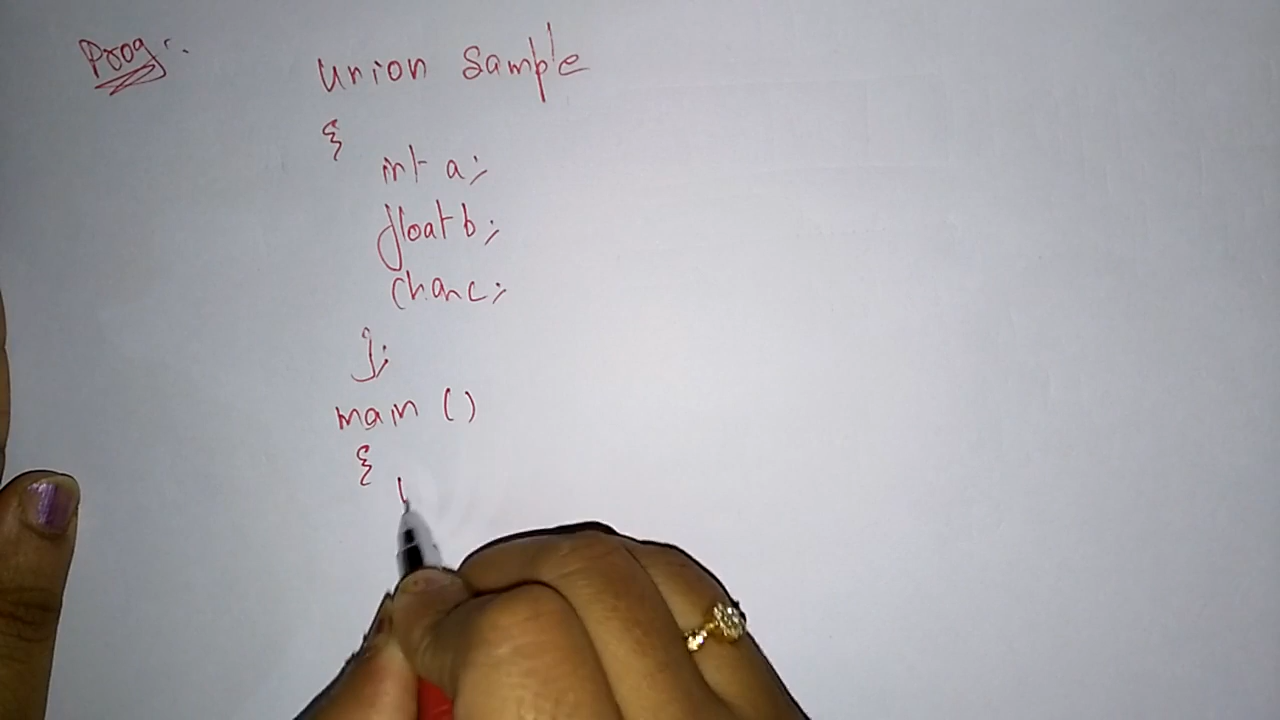 Prog:-
union Sample
{
int a;
float b;
char c;
};
main ()
{